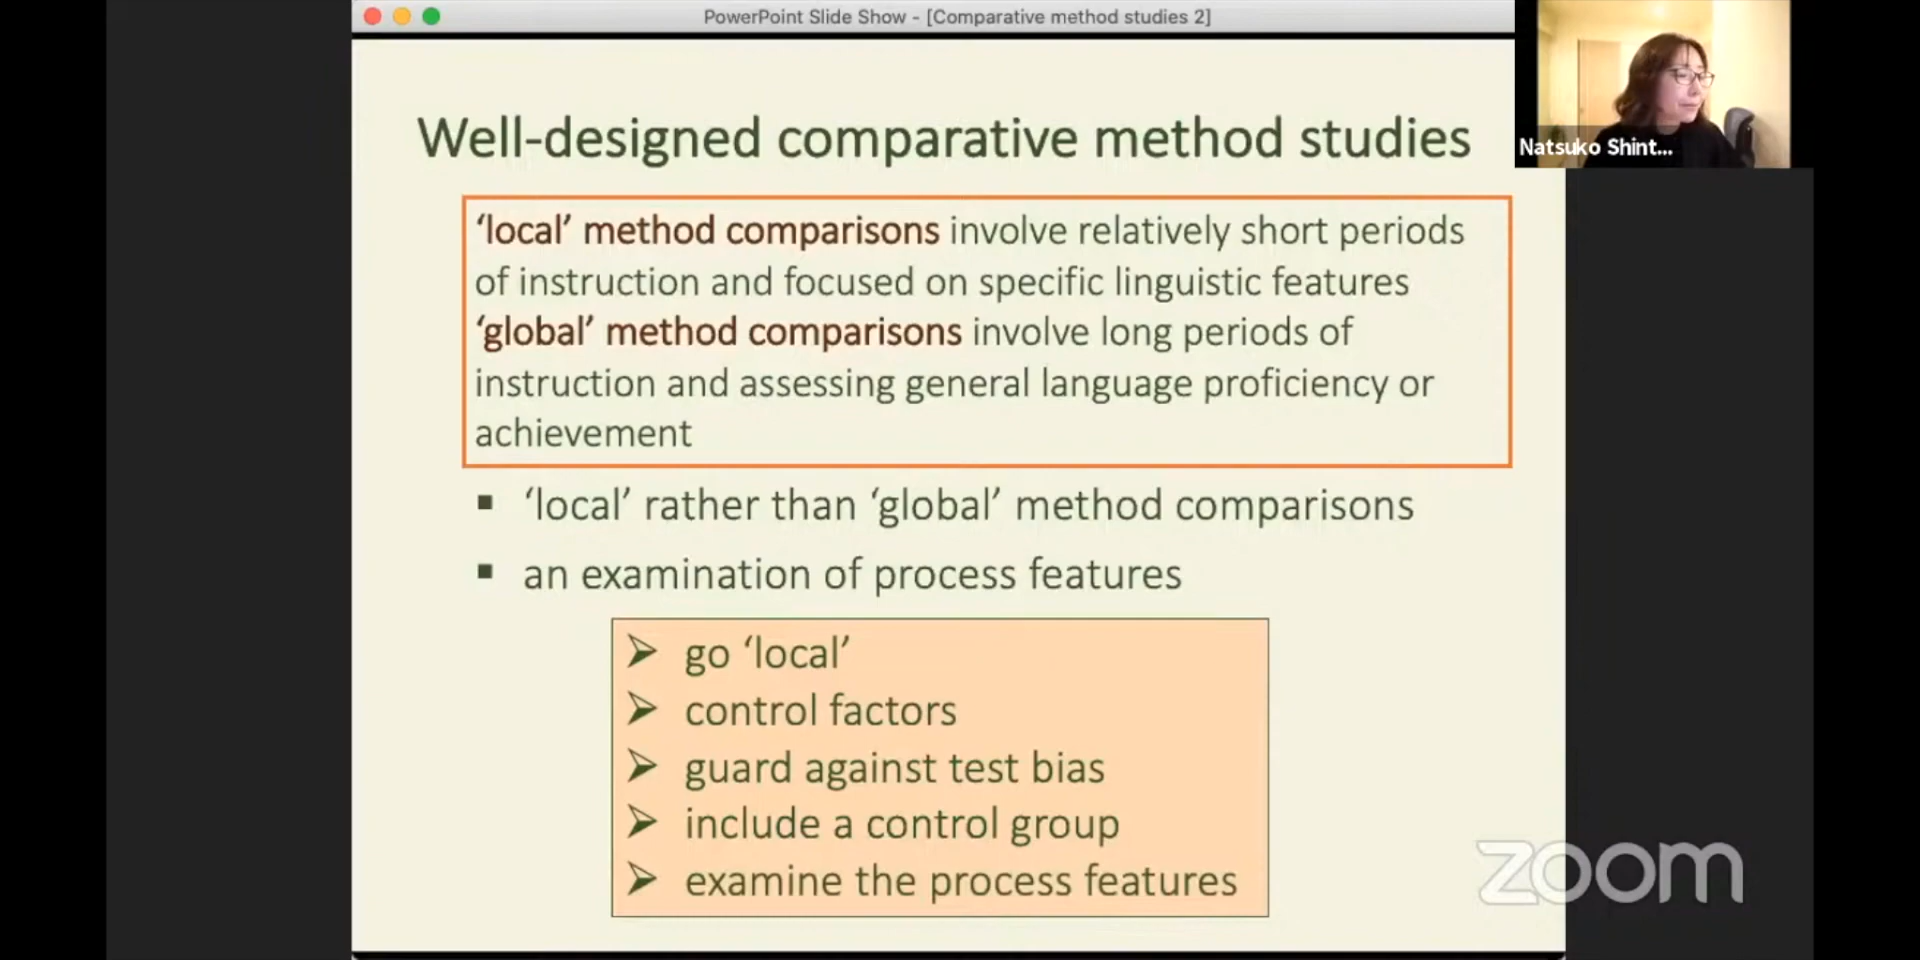 PowerPoint Slide Show - [Comparative method studies 2]
Natsuko Shint...
Well-designed comparative method studies
‘local’ method comparisons involve relatively short periods
of instruction and focused on specific linguistic features
‘global’ method comparisons involve long periods of
instruction and assessing general language proficiency or
achievement
▪ ‘local’ rather than ‘global’ method comparisons
▪ an examination of process features
➢ go ‘local’
➢ control factors
➢ guard against test bias
➢ include a control group
➢ examine the process features
zoom